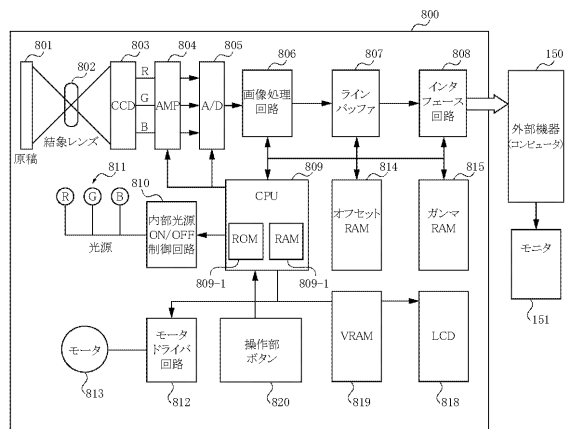 800
801
802
803
804
805
806
807
808
150
R
G
B
CCD
AMP
A/D
画像処理
回路
ライン
バッファ
インタ
フェース
回路
外部機器
(コンピュータ)
結象レンズ
原稿
811
810
809
814
815
R
G
B
光源
内部光源
ON/OFF
制御回路
CPU
ROM
RAM
809-1
809-1
オフセット
RAM
ガンマ
RAM
モニタ
151
モータ
813
モータ
ドライバ
回路
812
操作部
ボタン
820
VRAM
819
LCD
818